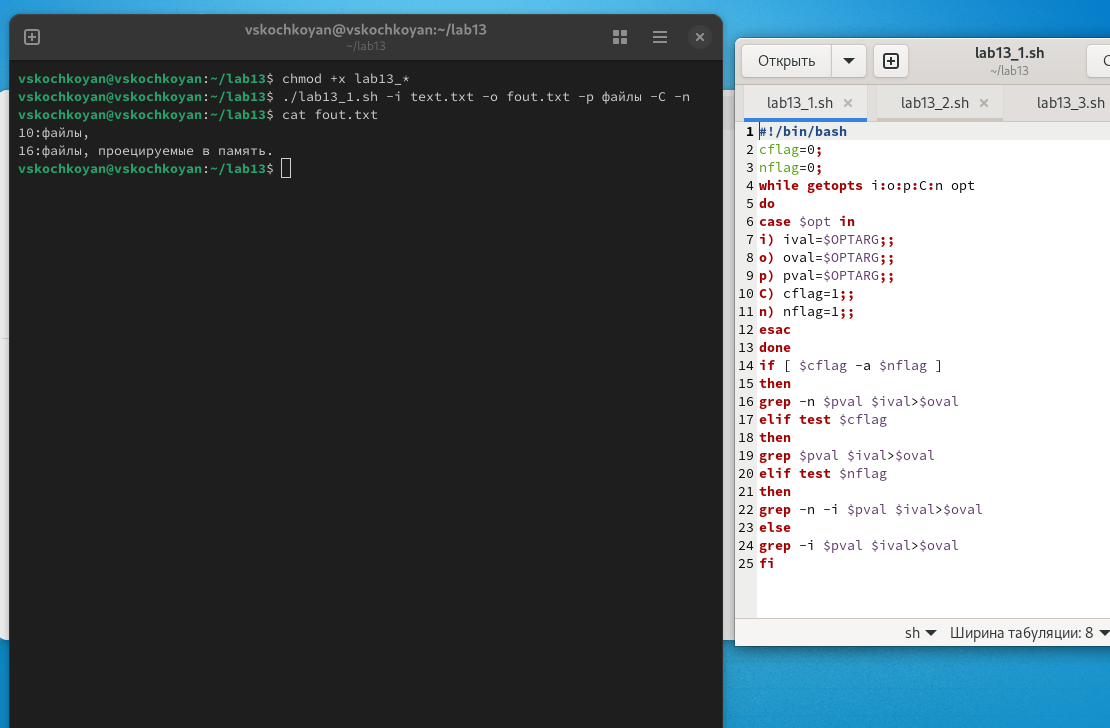 vskochkoyan@vskochkoyan:~/lab13
~/lab13
vskochkoyan@vskochkoyan:~/lab13$ chmod +x lab13_*
vskochkoyan@vskochkoyan:~/lab13$ ./lab13_1.sh -i text.txt -o fout.txt -p файлы -C -n
vskochkoyan@vskochkoyan:~/lab13$ cat fout.txt
10:файлы,
16:файлы, проецируемые в память.
vskochkoyan@vskochkoyan:~/lab13$
Открыть
lab13_1.sh
~/lab13
С
lab13_1.sh × lab13_2.sh × lab13_3.sh
1 #!/bin/bash
2 cflag=0;
3 nflag=0;
4 while getopts i:o:p:C:n opt
5 do
6 case $opt in
7 i) ival=$OPTARG;;
8 o) oval=$OPTARG;;
9 p) pval=$OPTARG;;
10 C) cflag=1;;
11 n) nflag=1;;
12 esac
13 done
14 if [ $cflag -a $nflag ]
15 then
16 grep -n $pval $ival>$oval
17 elif test $cflag
18 then
19 grep $pval $ival>$oval
20 elif test $nflag
21 then
22 grep -n -i $pval $ival>$oval
23 else
24 grep -i $pval $ival>$oval
25 fi
sh Ширина табуляции: 8